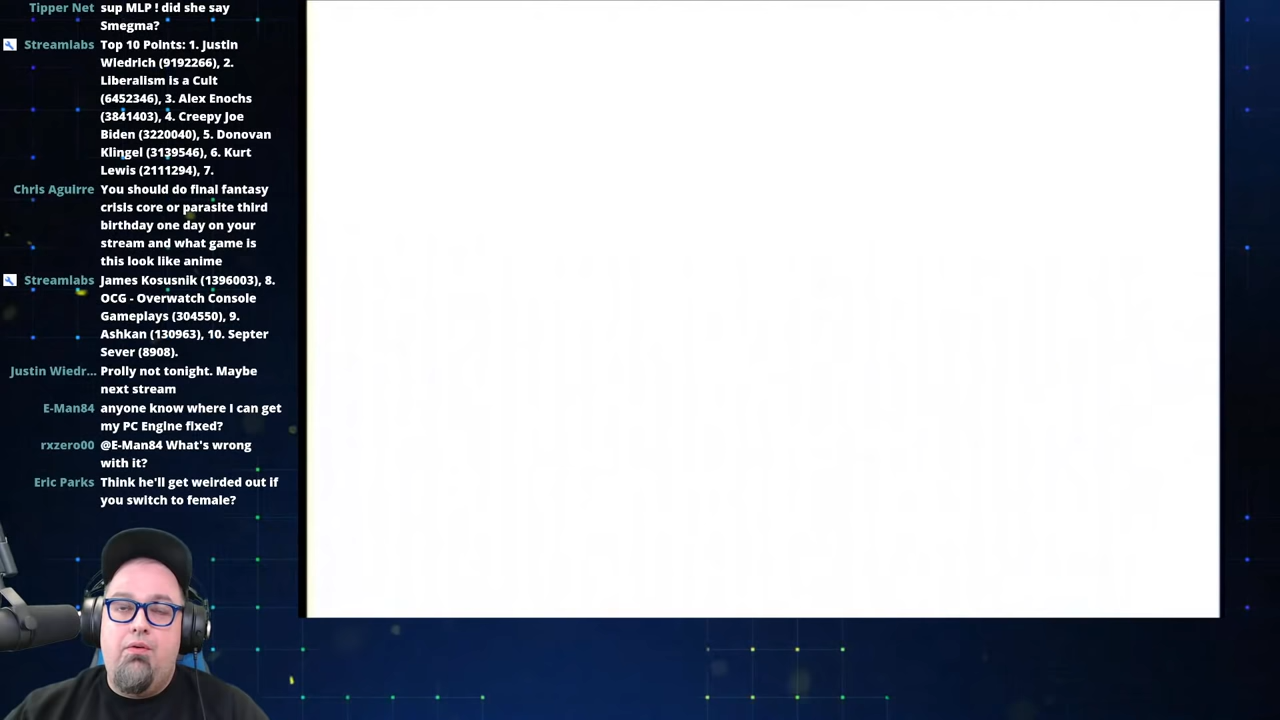 Tipper Net sup MLP ! did she say
Smegma?
Streamlabs Top 10 Points: 1. Justin
Wiedrich (9192266), 2.
Liberalism is a Cult
(6452346), 3. Alex Enochs
(3841403), 4. Creepy Joe
Biden (3220040), 5. Donovan
Klingel (3139546), 6. Kurt
Lewis (2111294), 7.
Chris Aguirre You should do final fantasy
crisis core or parasite third
birthday one day on your
stream and what game is
this look like anime
Streamlabs James Kosusnik (1396003), 8.
OCG - Overwatch Console
Gameplays (304550), 9.
Ashkan (130963), 10. Septer
Sever (8908).
Justin Wiedr... Prolly not tonight. Maybe
next stream
E-Man84 anyone know where I can get
my PC Engine fixed?
rxzero00 @E-Man84 What's wrong
with it?
Eric Parks Think he'll get weirded out if
you switch to female?